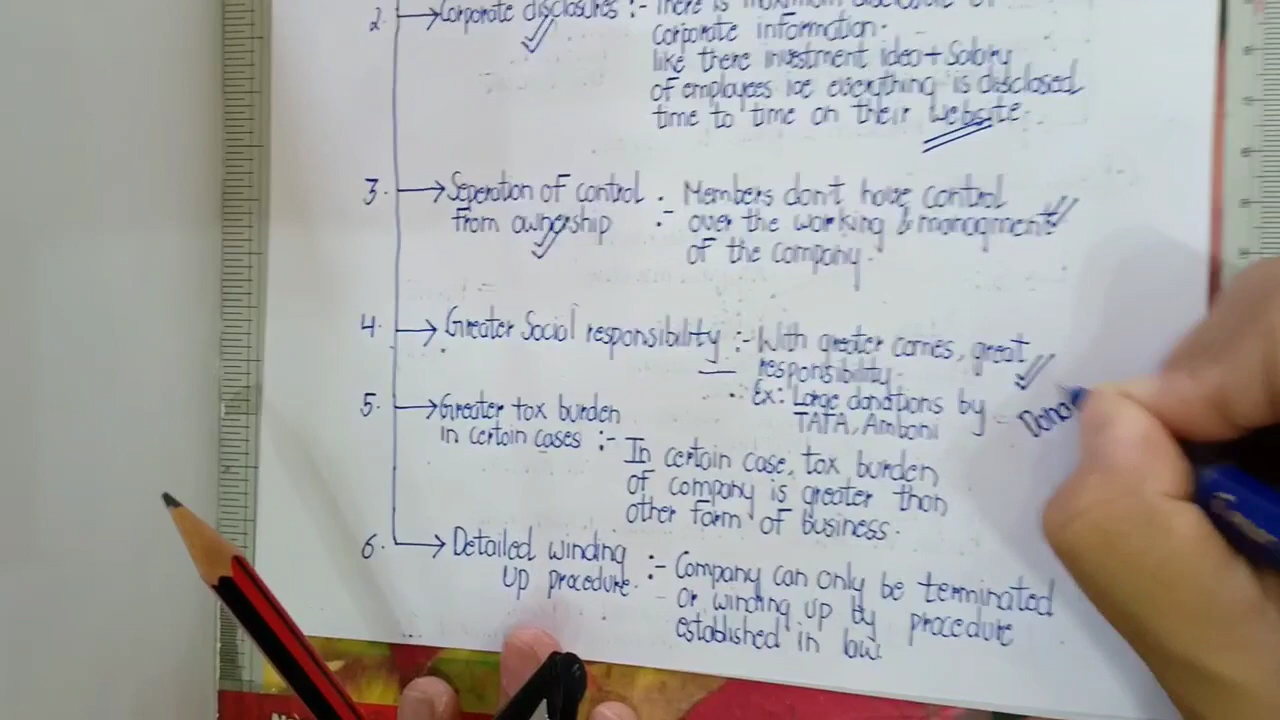 2. → Corporate disclosures :- There is maximum disclosure of
corporate information.
like there investment ideo + Salary
of employees ice everything is disclosed
time to time on their website.
3. → Seperation of control :- Members don't have control
from ownership over the working & managment
of the company.
4. → Greater Social responsibility :- With greater comes, great
responsibility.
Ex: Large donations by
TATA, Ambani
Dona
5. → Greater tax burden
in certain cases :- In certain case, tax burden
of company is greater than
other form of business.
6. → Detailed winding :- Company can only be terminated
up procedure. or winding up by procedure
established in law.